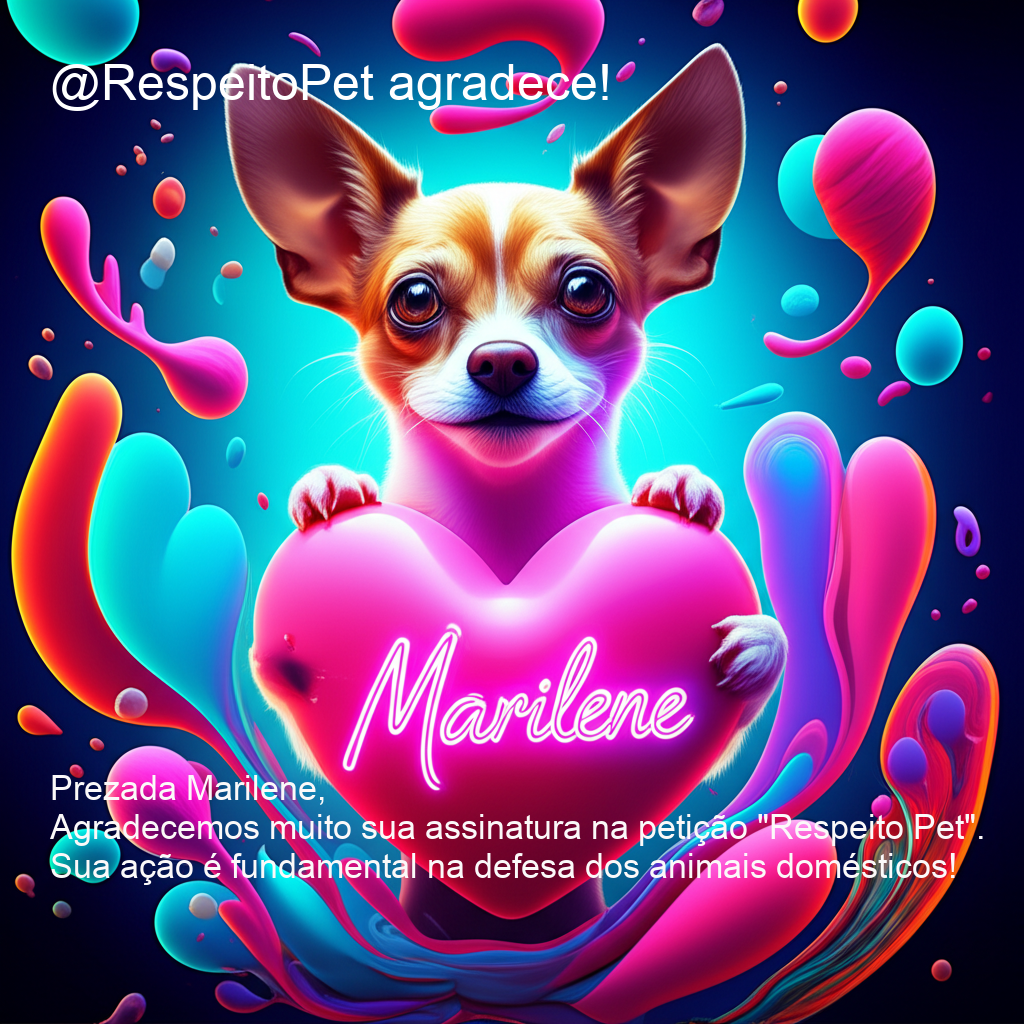 @RespeitoPet agradece!
Marilene
Prezada Marilene,
Agradecemos muito sua assinatura na petição "Respeito Pet".
Sua ação é fundamental na defesa dos animais domésticos!